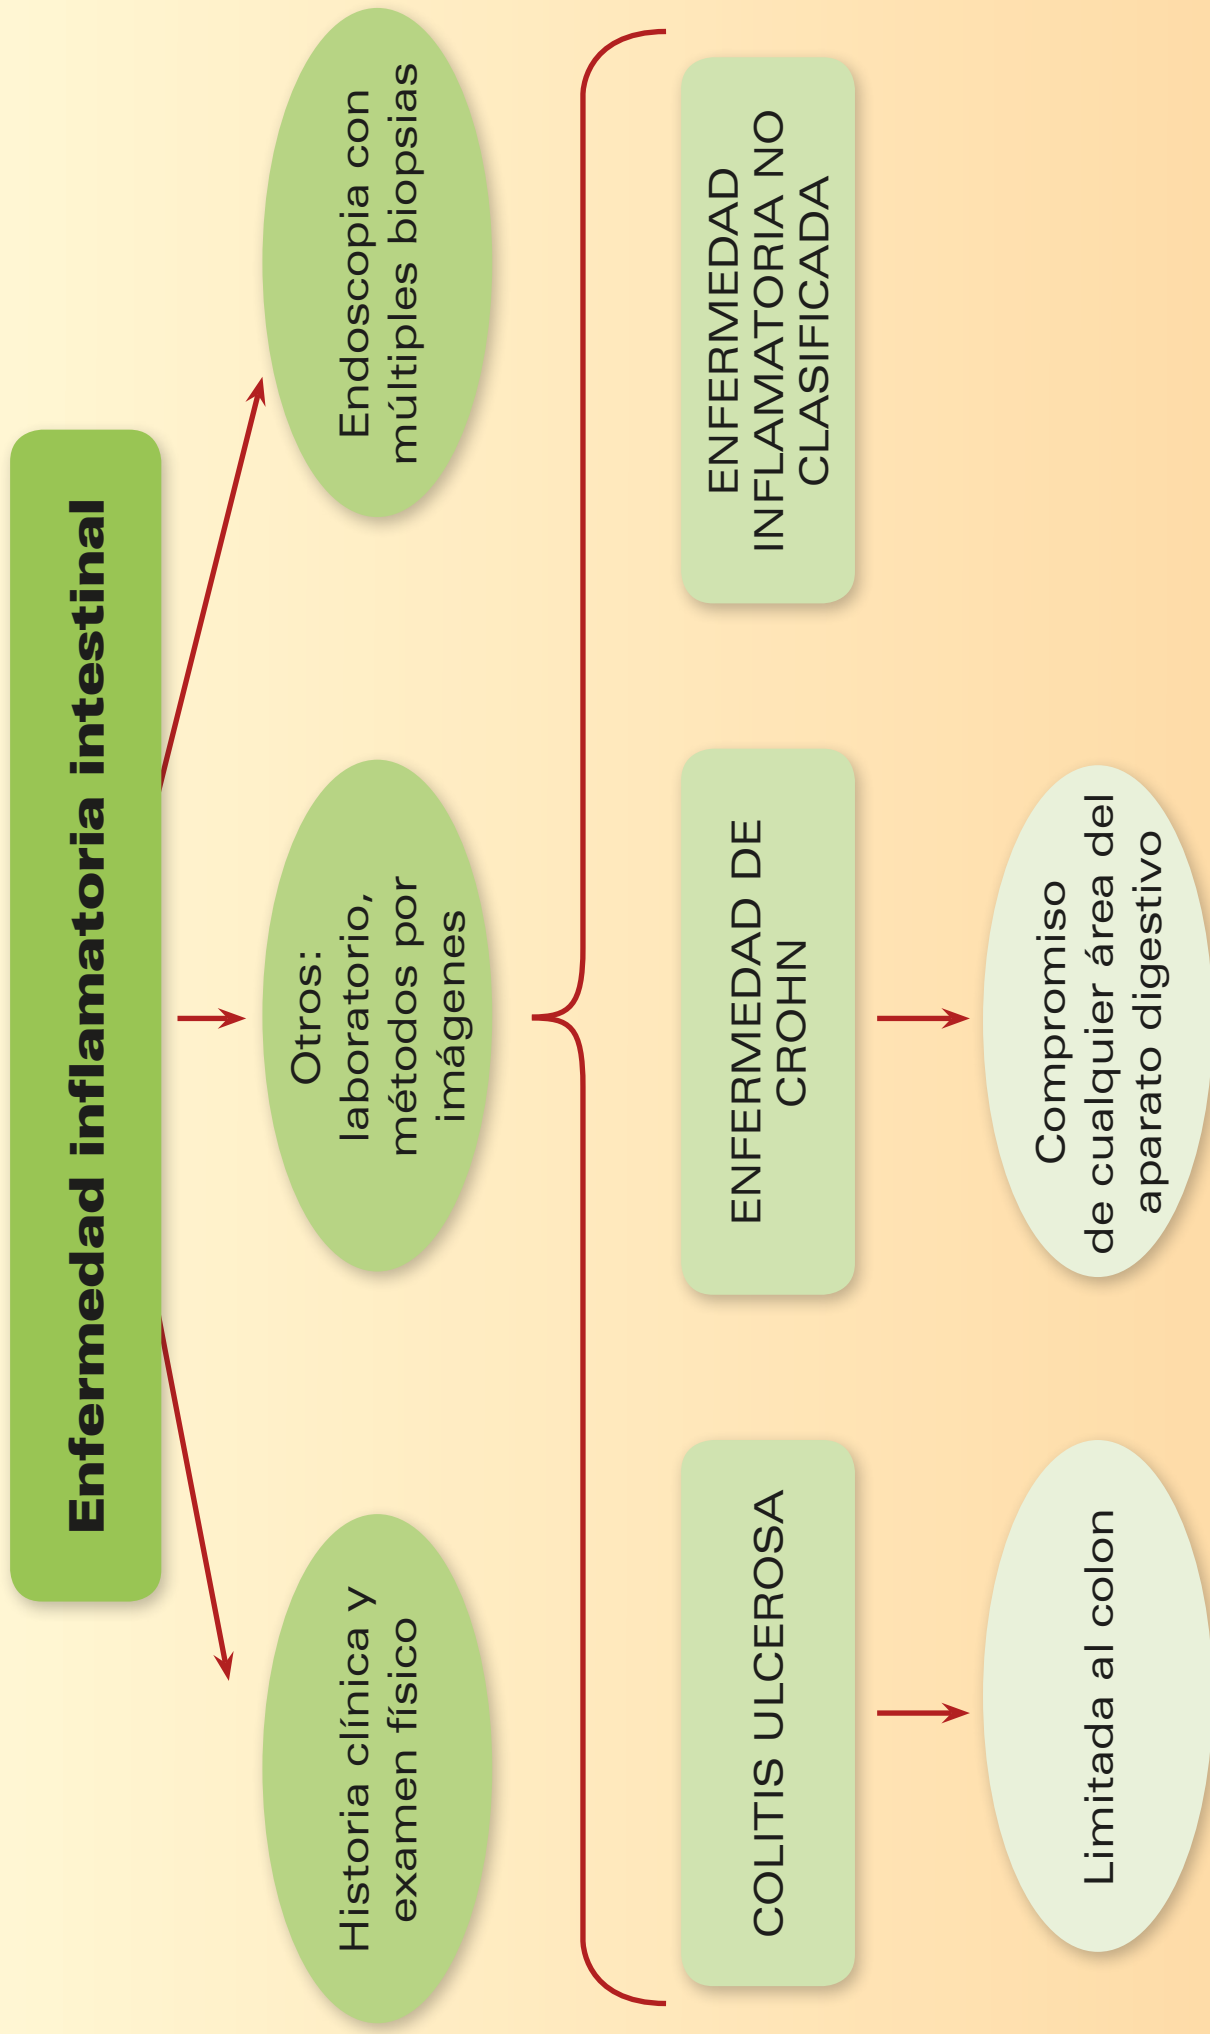 Enfermedad inflamatoria intestinal
Historia clínica y
examen físico
Otros:
laboratorio,
métodos por
imágenes
Endoscopia con
múltiples biopsias
COLITIS ULCEROSA
ENFERMEDAD DE
CROHN
ENFERMEDAD
INFLAMATORIA NO
CLASIFICADA
Limitada al colon
Compromiso
de cualquier área del
aparato digestivo